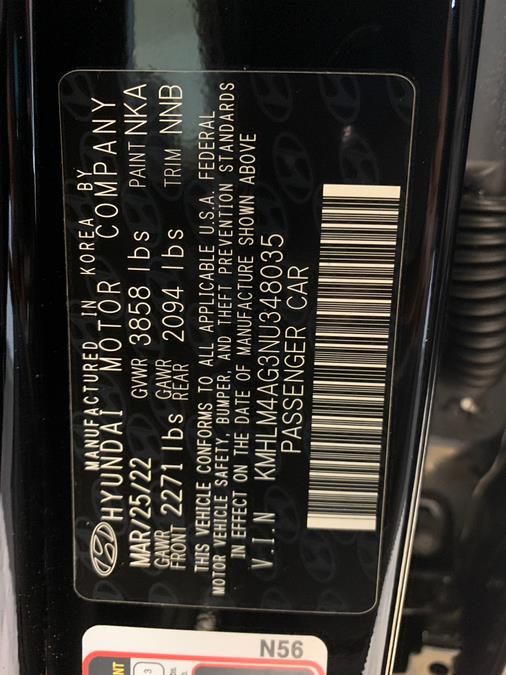 MANUFACTURED IN KOREA BY
HYUNDAI MOTOR COMPANY
MAR/25/22 GVWR 3858 lbs PAINT NKA
GAWR FRONT 2271 lbs GAWR REAR 2094 lbs TRIM NNB
THIS VEHICLE CONFORMS TO ALL APPLICABLE U.S.A. FEDERAL
MOTOR VEHICLE SAFETY, BUMPER, AND THEFT PREVENTION STANDARDS
IN EFFECT ON THE DATE OF MANUFACTURE SHOWN ABOVE
V.I.N KMHLM4AG3NU348035
PASSENGER CAR
N56
3